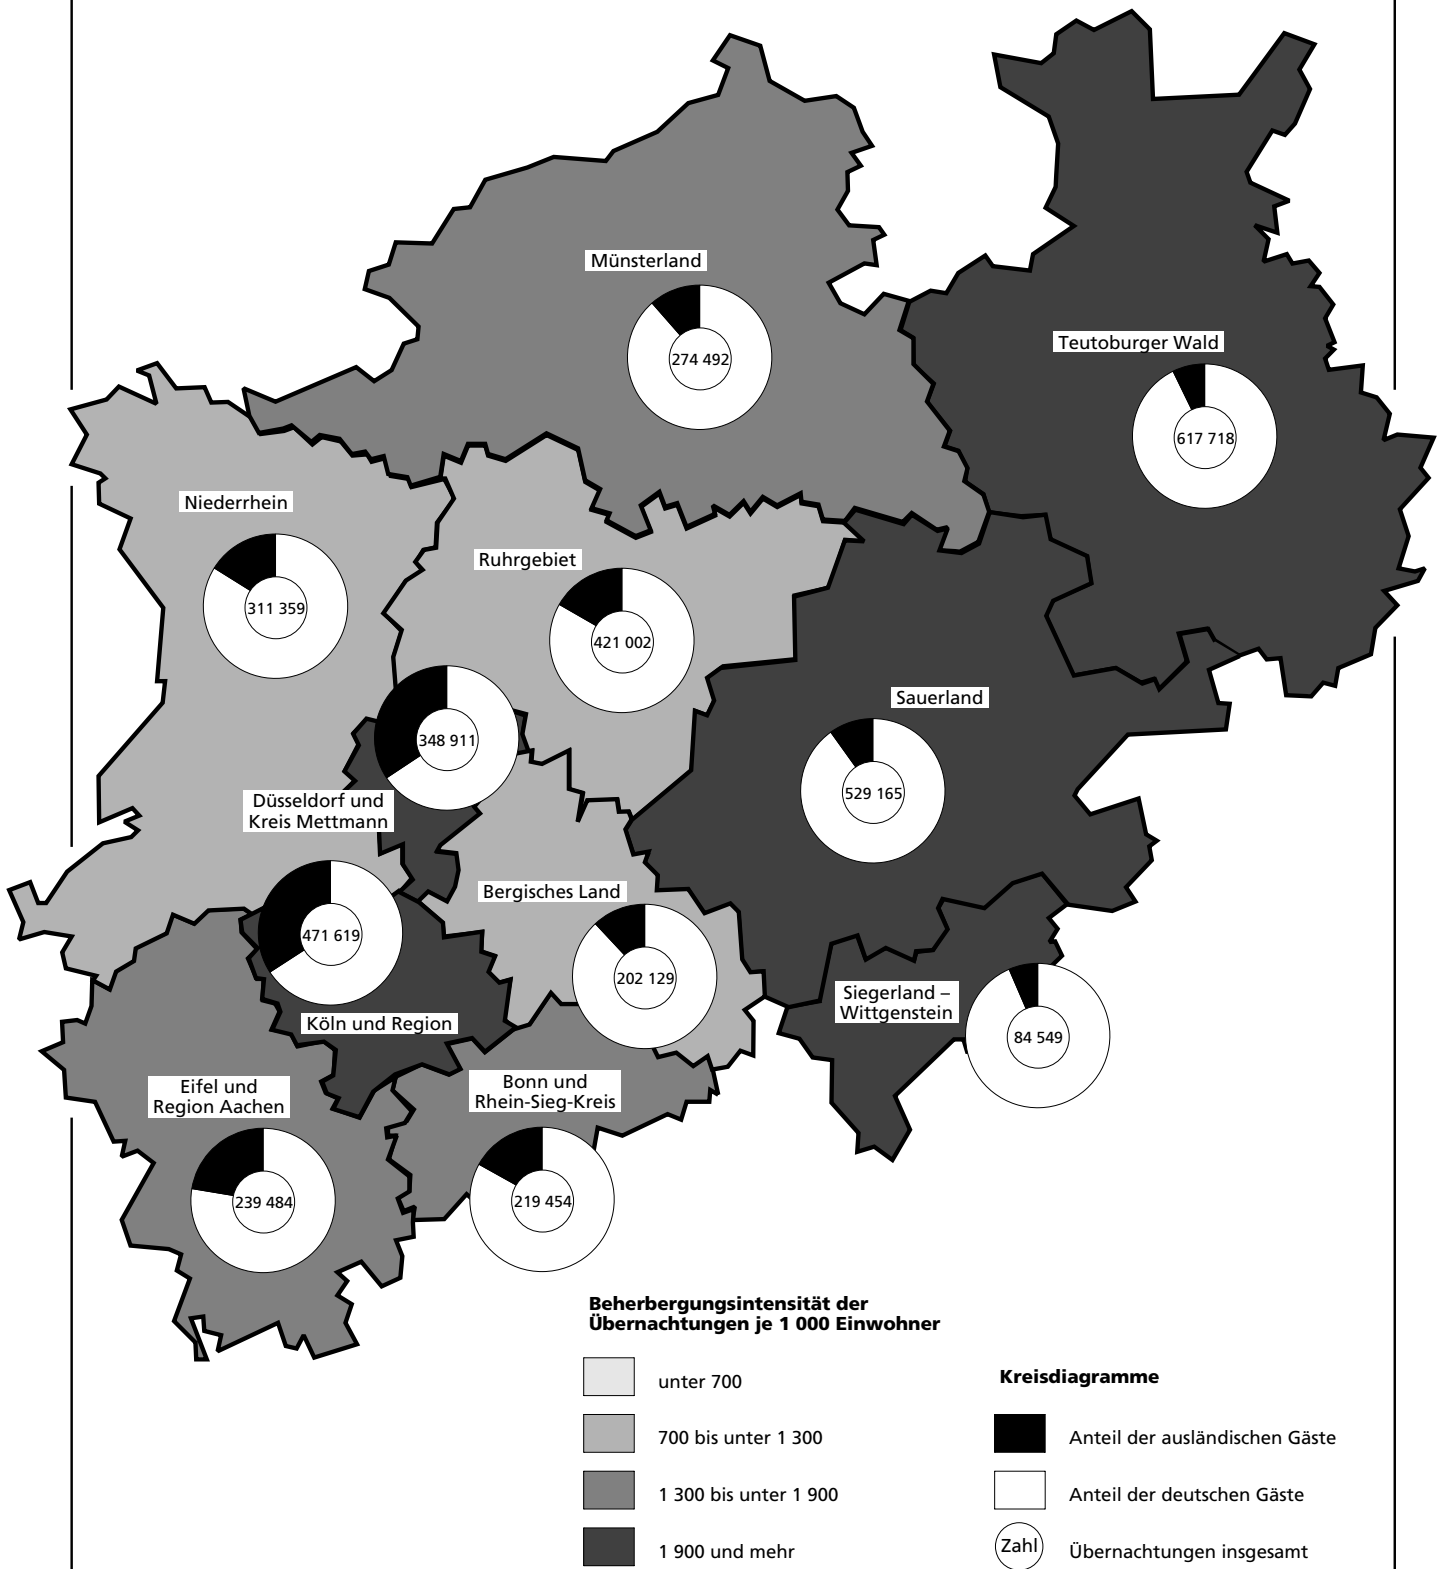 Münsterland
274 492
Teutoburger Wald
617 718
Niederrhein
311 359
Ruhrgebiet
421 002
Sauerland
529 165
348 911
Düsseldorf und
Kreis Mettmann
471 619
Köln und Region
Bergisches Land
202 129
Siegerland –
Wittgenstein
84 549
Eifel und
Region Aachen
239 484
Bonn und
Rhein-Sieg-Kreis
219 454
Beherbergungsintensität der
Übernachtungen je 1 000 Einwohner
unter 700
700 bis unter 1 300
1 300 bis unter 1 900
1 900 und mehr
Kreisdiagramme
Anteil der ausländischen Gäste
Anteil der deutschen Gäste
Zahl
Übernachtungen insgesamt